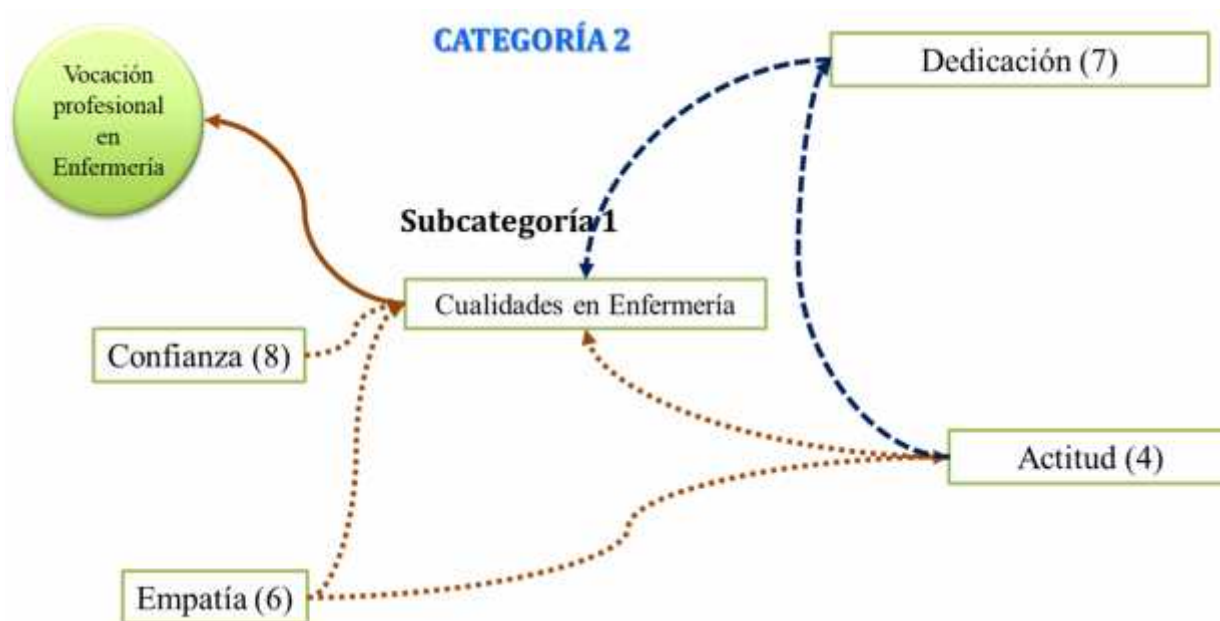 CATEGORÍA 2
Dedicación (7)
Vocación
profesional
en
Enfermería
Subcategoría 1
Cualidades en Enfermería
Confianza (8)
Actitud (4)
Empatía (6)